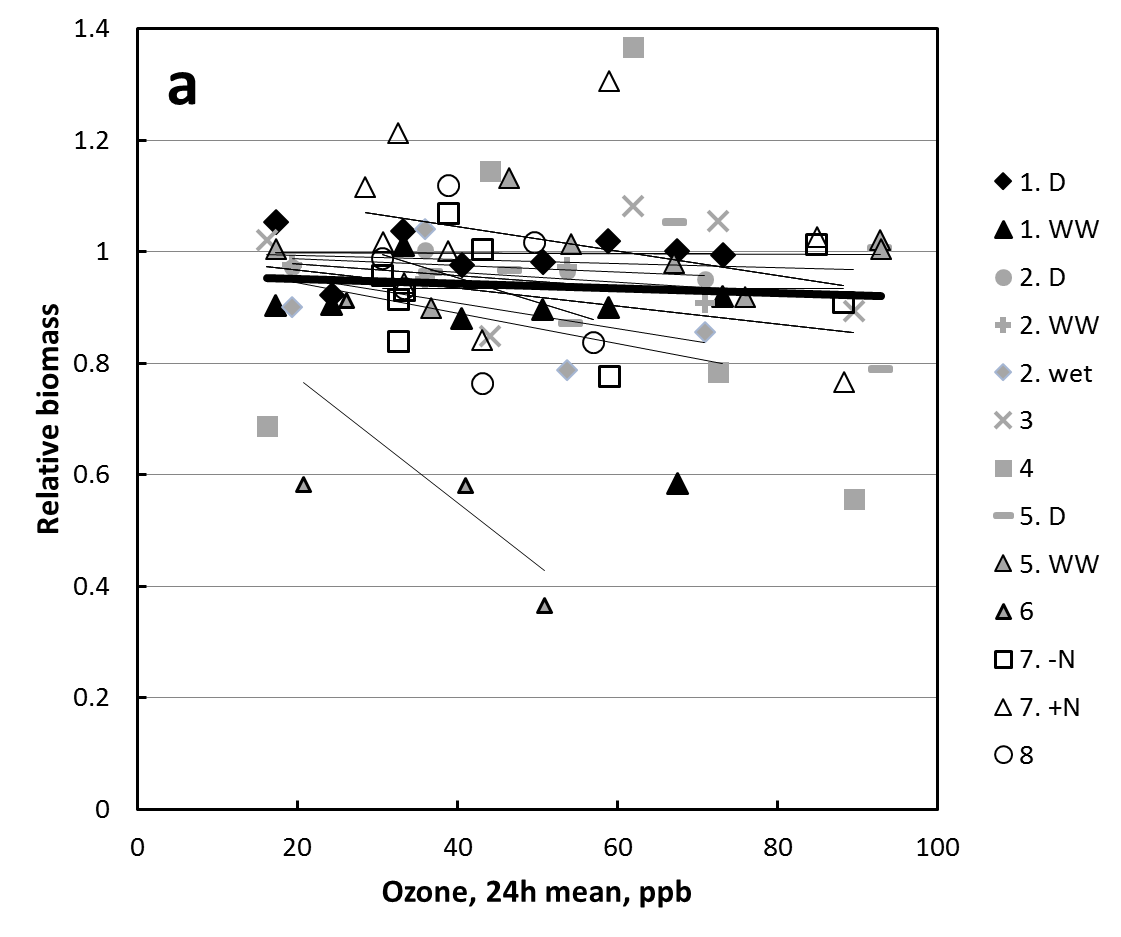 a
1.4
1.2
1
0.8
0.6
0.4
0.2
0
Relative biomass
0 20 40 60 80 100
Ozone, 24h mean, ppb
1. D
1. WW
2. D
2. WW
2. wet
3
4
5. D
5. WW
6
7. -N
7. +N
8